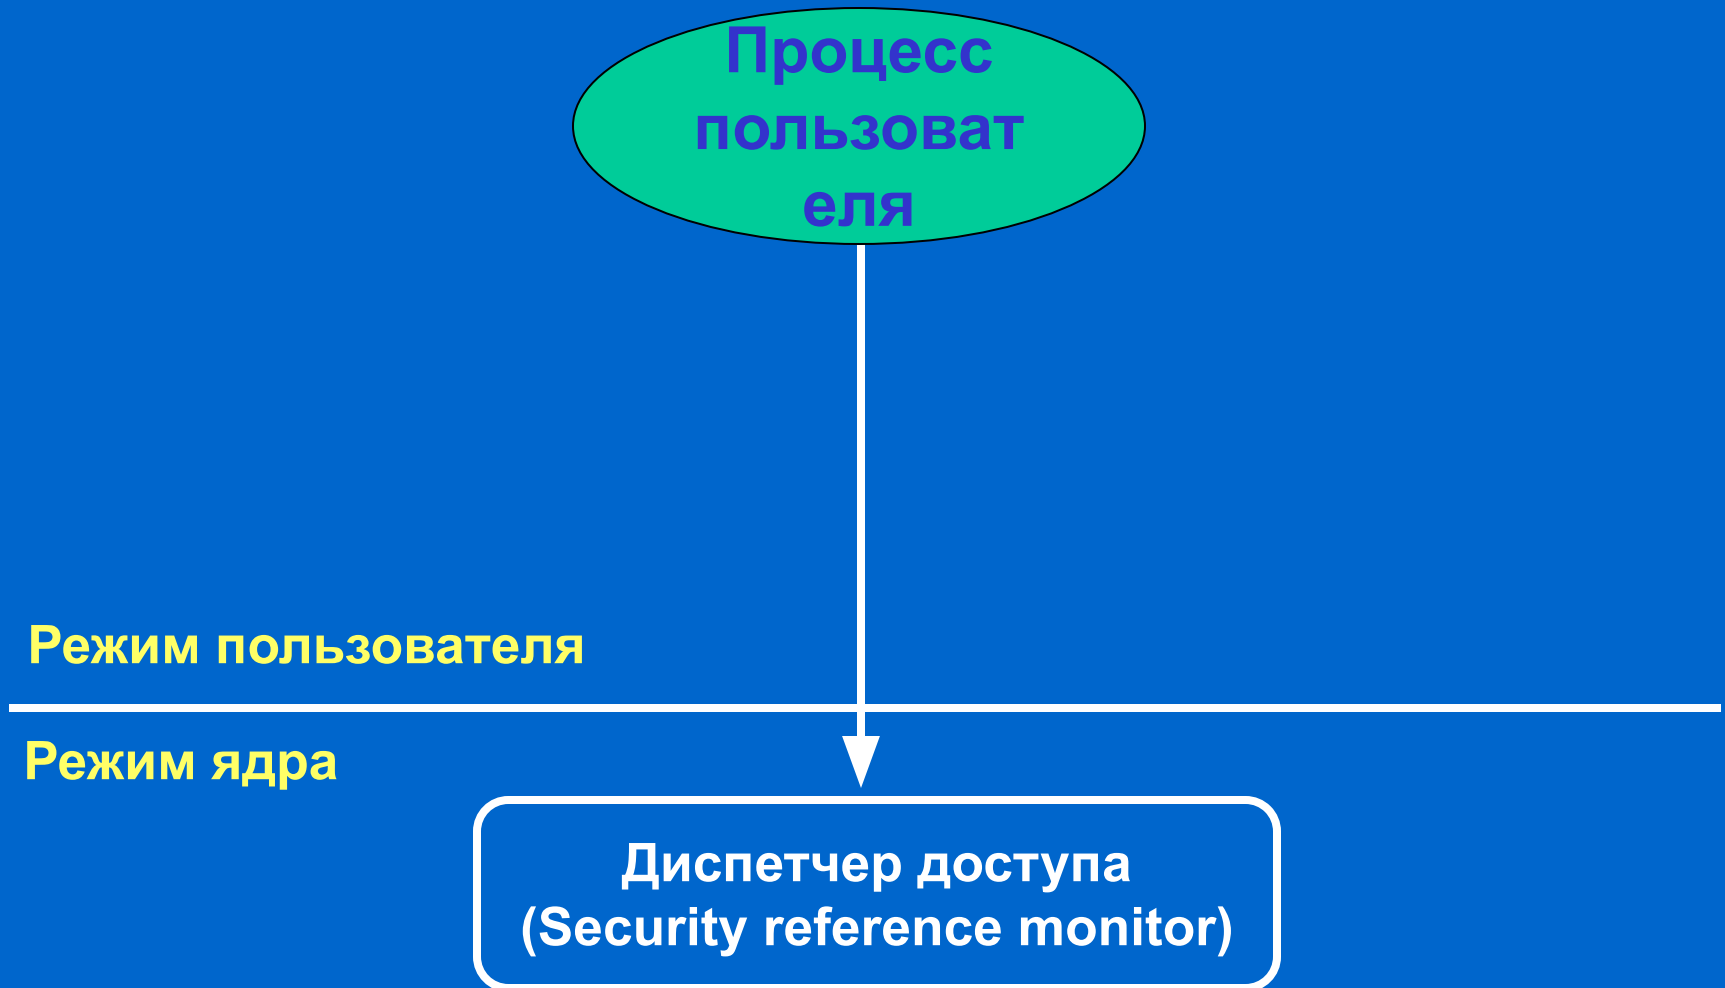 Процесс
пользоват
еля
Режим пользователя
Режим ядра
Диспетчер доступа
(Security reference monitor)